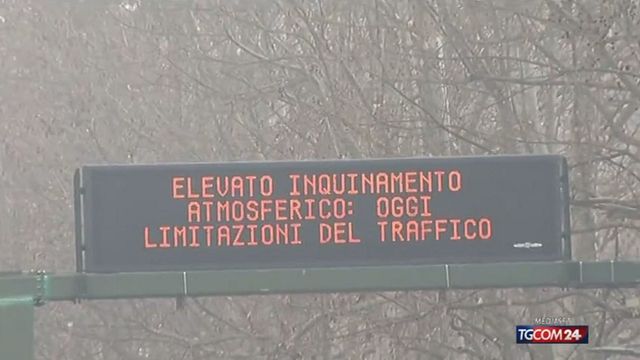 ELEVATO INQUINAMENTO
ATMOSFERICO: OGGI
LIMITAZIONI DEL TRAFFICO
MEDIASET
TGCOM24